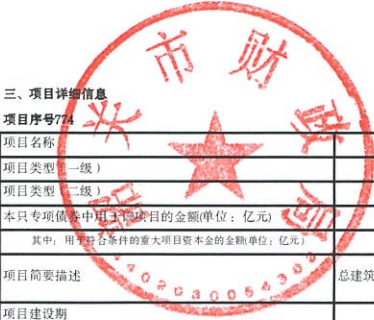 三、项目详细信息
项目序号774
项目名称
项目类型（一级）
项目类型（二级）
本只专项债券中用于该项目的金额(单位：亿元)
其中：用于符合条件的重大项目资本金的金额(单位：亿元)
项目简要描述
总建筑
项目建设期
韶关市财政局